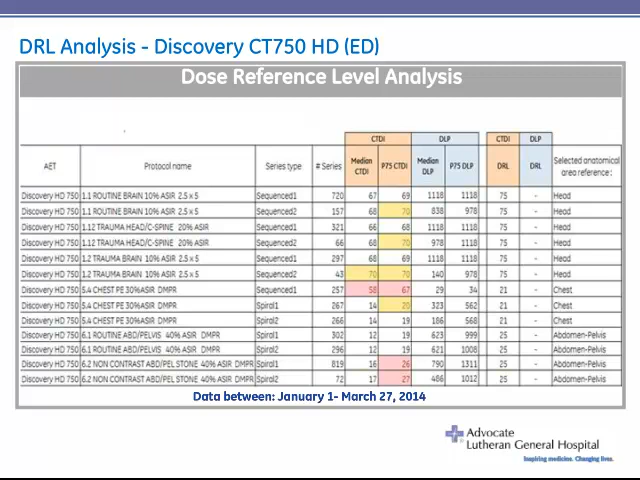 DRL Analysis - Discovery CT750 HD (ED)
Dose Reference Level Analysis
CTDI DLP CTDI DLP
AET Protocol name Series type # Series Median CTDI P75 CTDI Median DLP P75 DLP DRL DRL Selected anatomical area reference :
Discovery HD 750 1.1 ROUTINE BRAIN 10% ASIR 2.5 x 5 Sequenced1 720 67 69 1118 1118 75 - Head
Discovery HD 750 1.1 ROUTINE BRAIN 10% ASIR 2.5 x 5 Sequenced2 157 68 70 838 978 75 - Head
Discovery HD 750 1.12 TRAUMA HEAD/C-SPINE 20% ASIR Sequenced1 321 66 68 1118 1118 75 - Head
Discovery HD 750 1.12 TRAUMA HEAD/C-SPINE 20% ASIR Sequenced2 66 68 70 978 1118 75 - Head
Discovery HD 750 1.2 TRAUMA BRAIN 10% ASIR 2.5 x 5 Sequenced1 297 68 69 1118 1118 75 - Head
Discovery HD 750 1.2 TRAUMA BRAIN 10% ASIR 2.5 x 5 Sequenced2 43 70 70 140 978 75 - Head
Discovery HD 750 5.4 CHEST PE 30%ASIR DMPR Sequenced1 257 58 67 29 34 21 - Chest
Discovery HD 750 5.4 CHEST PE 30%ASIR DMPR Spiral1 267 14 20 323 562 21 - Chest
Discovery HD 750 5.4 CHEST PE 30%ASIR DMPR Spiral2 266 14 19 186 568 21 - Chest
Discovery HD 750 6.1 ROUTINE ABD/PELVIS 40% ASIR DMPR Spiral1 302 12 19 623 999 25 - Abdomen-Pelvis
Discovery HD 750 6.1 ROUTINE ABD/PELVIS 40% ASIR DMPR Spiral2 296 12 19 621 1008 25 - Abdomen-Pelvis
Discovery HD 750 6.2 NON CONTRAST ABD/PEL STONE 40% ASIR DMPR Spiral1 819 16 26 790 1311 25 - Abdomen-Pelvis
Discovery HD 750 6.2 NON CONTRAST ABD/PEL STONE 40% ASIR DMPR Spiral2 72 17 27 486 1012 25 - Abdomen-Pelvis
Data between: January 1- March 27, 2014
Advocate
Lutheran General Hospital
Inspiring medicine. Changing lives.